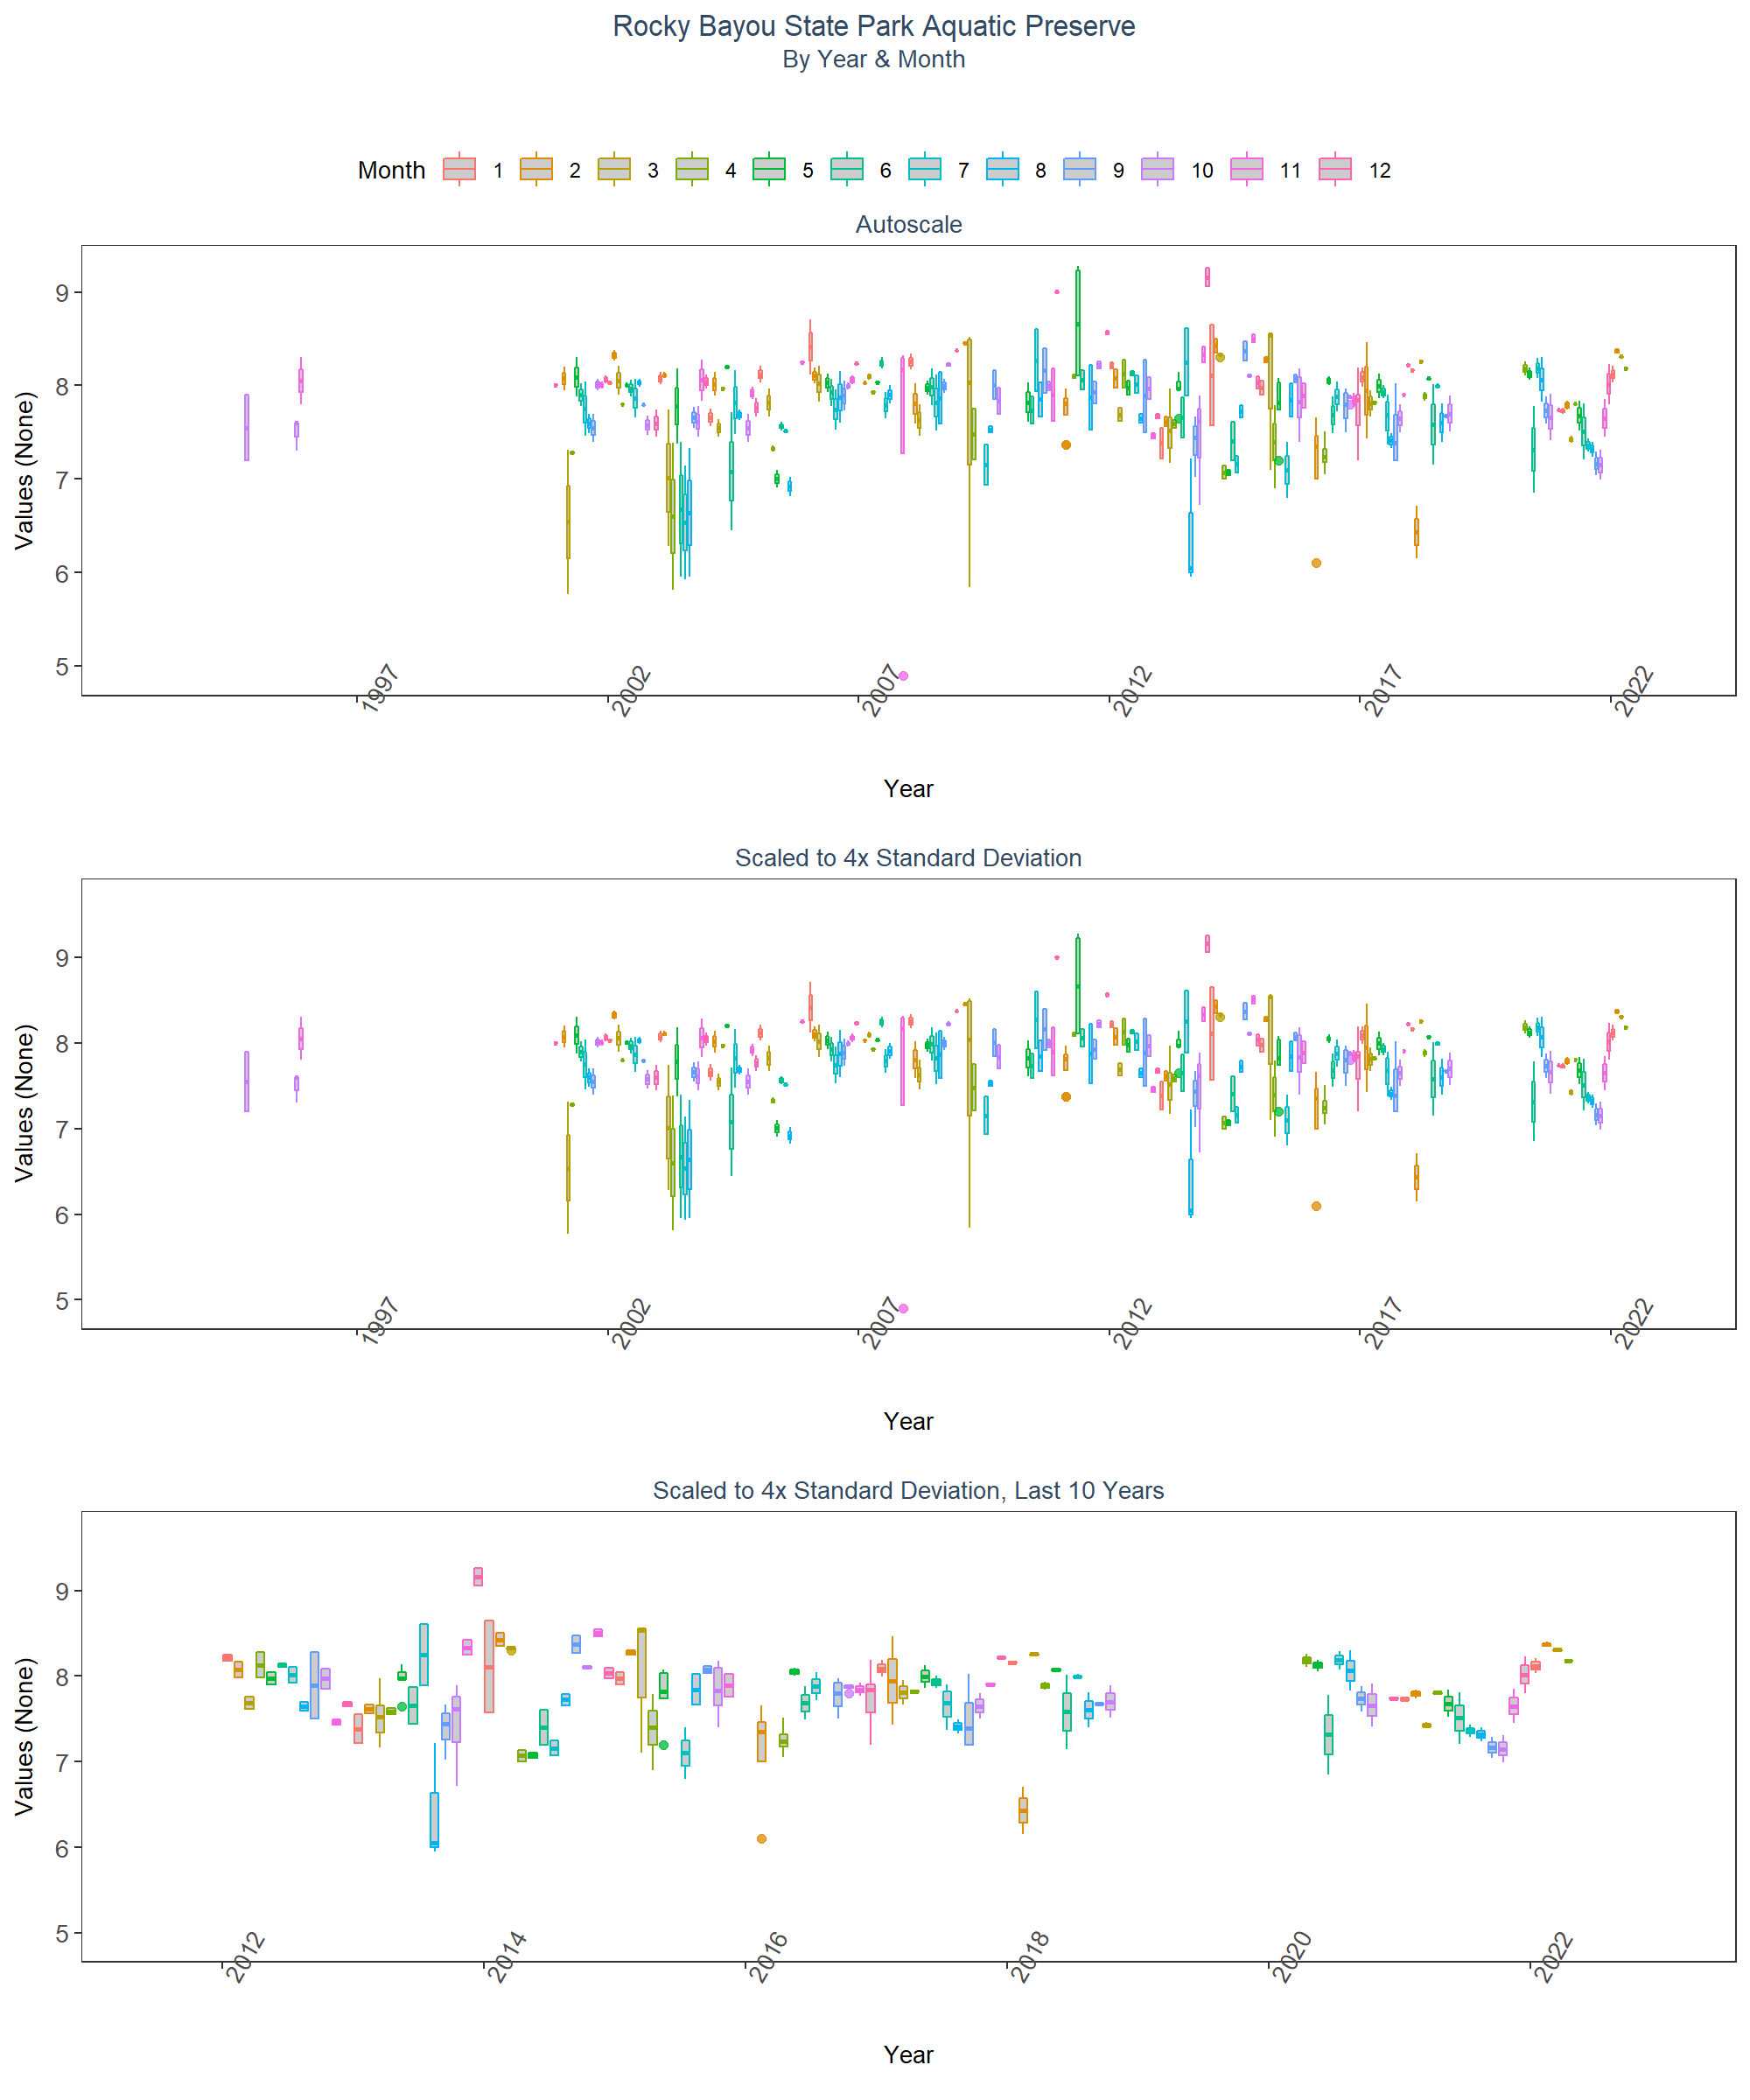 Rocky Bayou State Park Aquatic Preserve
By Year & Month
Month 1 2 3 4 5 6 7 8 9 10 11 12
Autoscale
Values (None)
9
8
7
6
5
1997 2002 2007 2012 2017 2022
Year
Scaled to 4x Standard Deviation
Values (None)
9
8
7
6
5
1997 2002 2007 2012 2017 2022
Year
Scaled to 4x Standard Deviation, Last 10 Years
Values (None)
9
8
7
6
5
2012 2014 2016 2018 2020 2022
Year